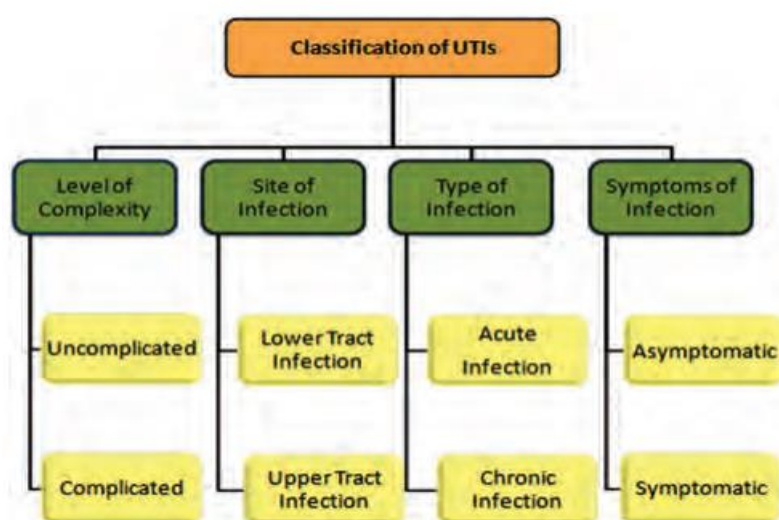 Classification of UTIs
Level of
Complexity
Site of
Infection
Type of
Infection
Symptoms of
Infection
Uncomplicated
Lower Tract
Infection
Acute
Infection
Asymptomatic
Complicated
Upper Tract
Infection
Chronic
Infection
Symptomatic